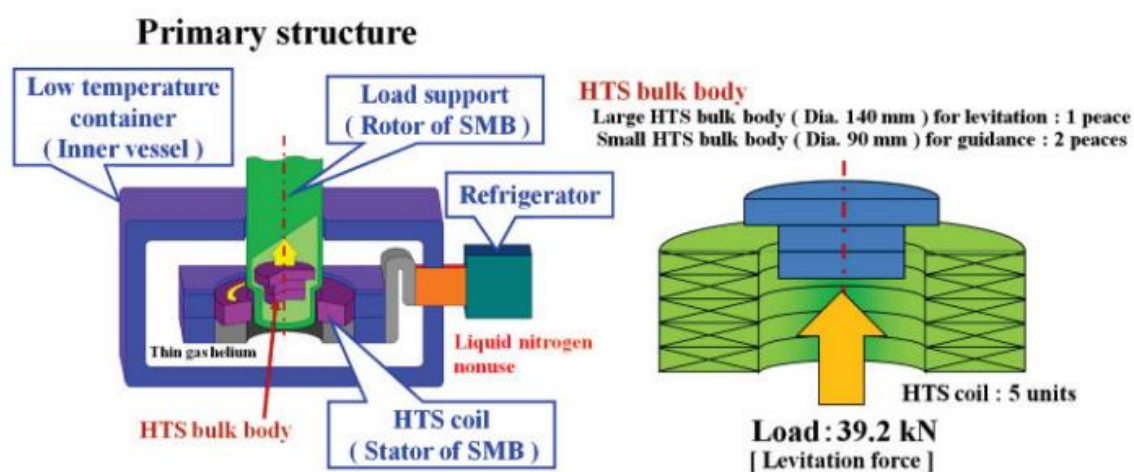 Primary structure
Low temperature
container
( Inner vessel )
Load support
( Rotor of SMB )
Refrigerator
Thin gas helium
Liquid nitrogen
nonuse
HTS bulk body
HTS coil
( Stator of SMB )
HTS bulk body
Large HTS bulk body ( Dia. 140 mm ) for levitation : 1 peace
Small HTS bulk body ( Dia. 90 mm ) for guidance : 2 peaces
HTS coil : 5 units
Load : 39.2 kN
[ Levitation force ]